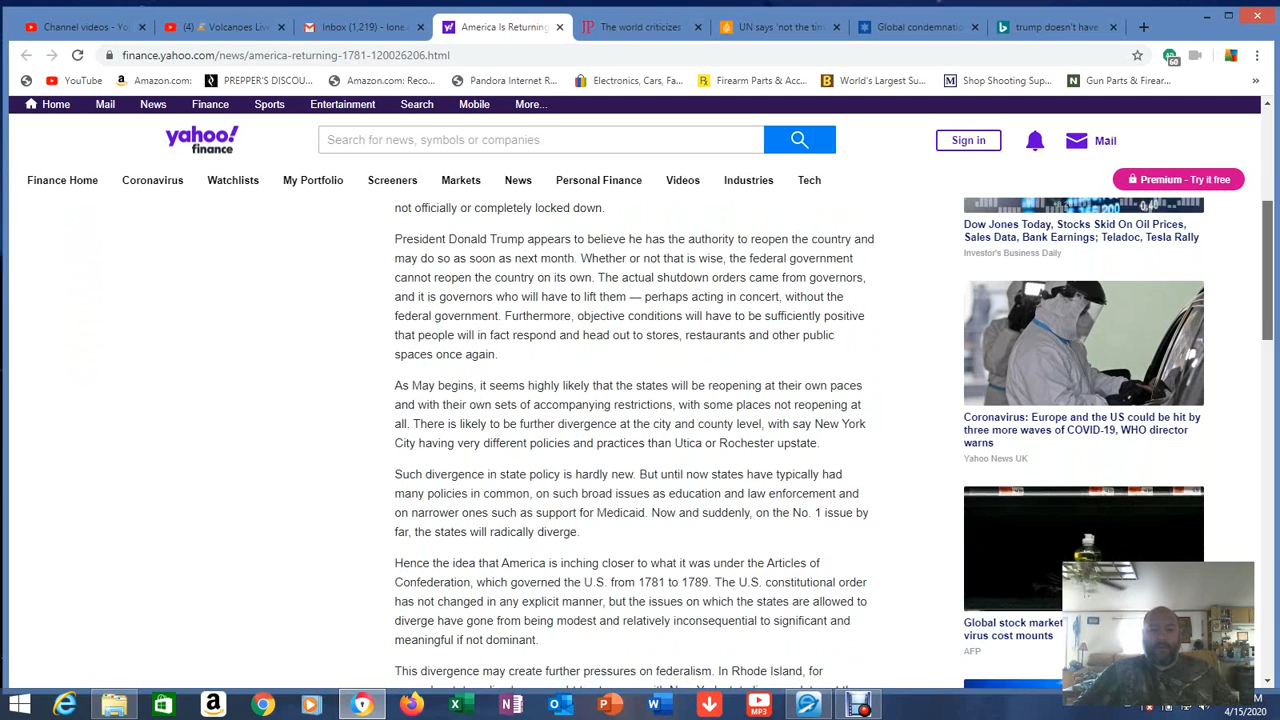 Channel videos - Yo
(4) Volcanoes Live
Inbox (1,219) - lone
America Is Returning
The world criticizes
UN says 'not the tim
Global condemnation
trump doesn't have
finance.yahoo.com/news/america-returning-1781-120026206.html
60
YouTube
Amazon.com:
PREPPER'S DISCOU...
Amazon.com: Reco...
Pandora Internet R...
Electronics, Cars, Fa...
Firearm Parts & Acc...
World's Largest Su...
Shop Shooting Sup...
Gun Parts & Firear...
Home
Mail
News
Finance
Sports
Entertainment
Search
Mobile
More...
yahoo!
finance
Search for news, symbols or companies
Sign in
Mail
Finance Home
Coronavirus
Watchlists
My Portfolio
Screeners
Markets
News
Personal Finance
Videos
Industries
Tech
Premium - Try it free
not officially or completely locked down.
President Donald Trump appears to believe he has the authority to reopen the country and
may do so as soon as next month. Whether or not that is wise, the federal government
cannot reopen the country on its own. The actual shutdown orders came from governors,
and it is governors who will have to lift them — perhaps acting in concert, without the
federal government. Furthermore, objective conditions will have to be sufficiently positive
that people will in fact respond and head out to stores, restaurants and other public
spaces once again.
As May begins, it seems highly likely that the states will be reopening at their own paces
and with their own sets of accompanying restrictions, with some places not reopening at
all. There is likely to be further divergence at the city and county level, with say New York
City having very different policies and practices than Utica or Rochester upstate.
Such divergence in state policy is hardly new. But until now states have typically had
many policies in common, on such broad issues as education and law enforcement and
on narrower ones such as support for Medicaid. Now and suddenly, on the No. 1 issue by
far, the states will radically diverge.
Hence the idea that America is inching closer to what it was under the Articles of
Confederation, which governed the U.S. from 1781 to 1789. The U.S. constitutional order
has not changed in any explicit manner, but the issues on which the states are allowed to
diverge have gone from being modest and relatively inconsequential to significant and
meaningful if not dominant.
This divergence may create further pressures on federalism. In Rhode Island, for
Dow Jones Today, Stocks Skid On Oil Prices,
Sales Data, Bank Earnings; Teladoc, Tesla Rally
Investor's Business Daily
Coronavirus: Europe and the US could be hit by
three more waves of COVID-19, WHO director
warns
Yahoo News UK
Global stock market
virus cost mounts
AFP
MP3
M
4/15/2020